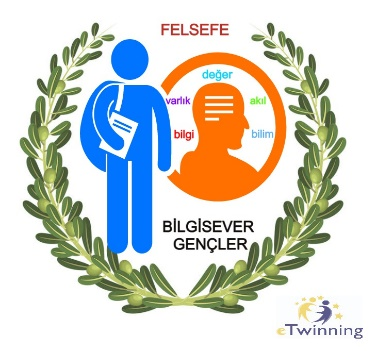 FELSEFE
değer
varlık
akıl
bilgi
bilim
BİLGİSEVER
GENÇLER
eTwinning